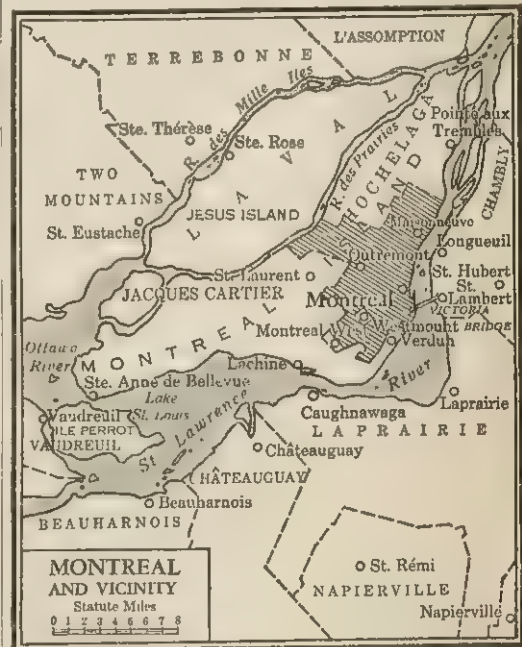 L'ASSOMPTION
TERREBONNE
R. des Mille Iles
Ste. Thérèse
Ste. Rose
Pointe aux
Trembles
R. des Prairies
HOCHELAGA
CHAMBLY
TWO
MOUNTAINS
LAVAL
JESUS ISLAND
ISLAND
Maisonneuve
St. Eustache
Longueuil
Outremont
St. Laurent
St. Hubert
St.
Lambert
JACQUES CARTIER
Montreal
VICTORIA
BRIDGE
MONTREAL
Montreal W.
Westmount
Verdun
Ottawa
River
Lachine
River
Ste. Anne de Bellevue
Lake
St. Louis
Vaudreuil
ILE PERROT
VAUDREUIL
St. Lawrence
Caughnawaga
Laprairie
LAPRAIRIE
Châteauguay
CHÂTEAUGUAY
Beauharnois
BEAUHARNOIS
St. Rémi
NAPIERVILLE
Napierville
MONTREAL
AND VICINITY
Statute Miles
0 1 2 3 4 5 6 7 8